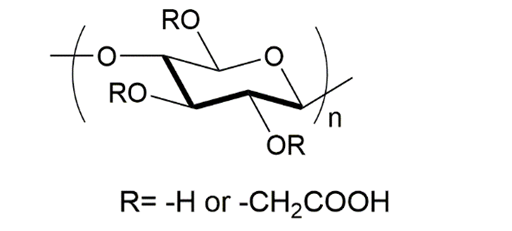 RO
O
O
RO
OR
n
R= -H or -CH₂COOH